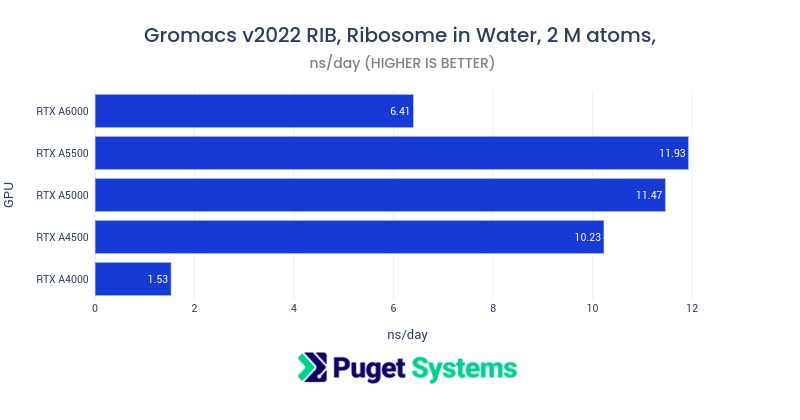 Gromacs v2022 RIB, Ribosome in Water, 2 M atoms,
ns/day (HIGHER IS BETTER)
GPU
RTX A6000 6.41
RTX A5500 11.93
RTX A5000 11.47
RTX A4500 10.23
RTX A4000 1.53
0 2 4 6 8 10 12
ns/day
Puget Systems